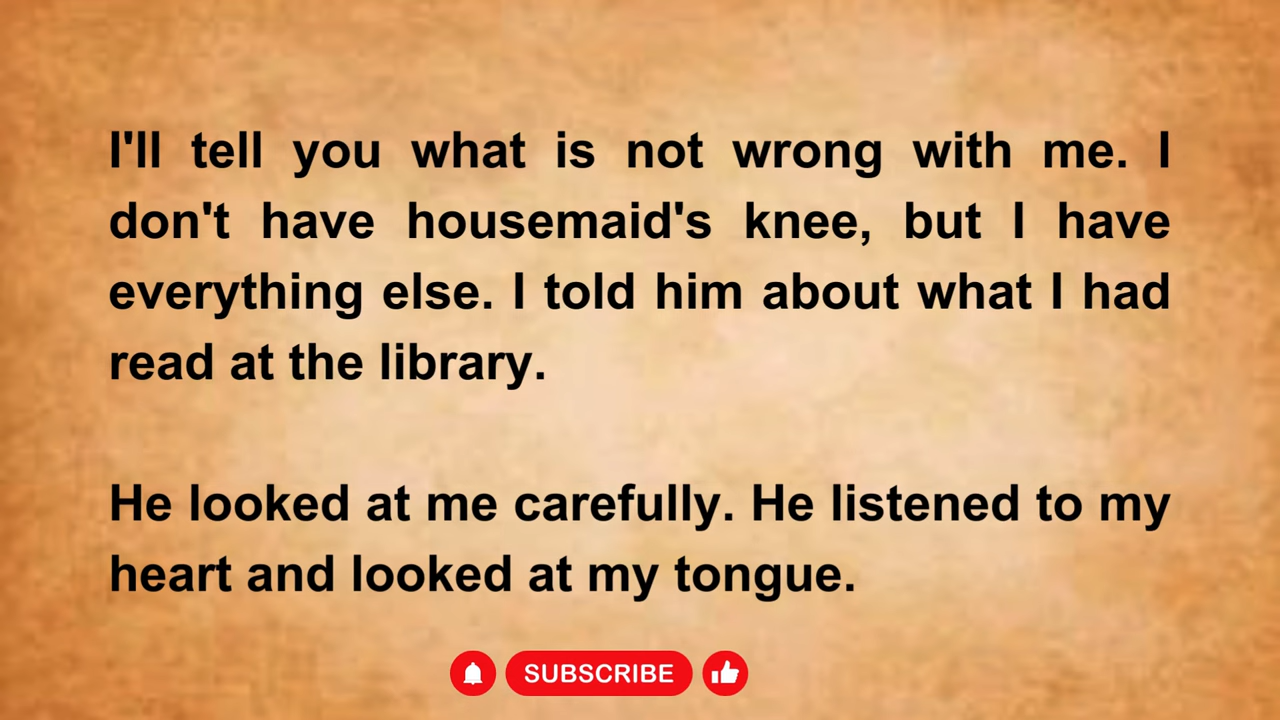 I'll tell you what is not wrong with me. I
don't have housemaid's knee, but I have
everything else. I told him about what I had
read at the library.
He looked at me carefully. He listened to my
heart and looked at my tongue.
SUBSCRIBE